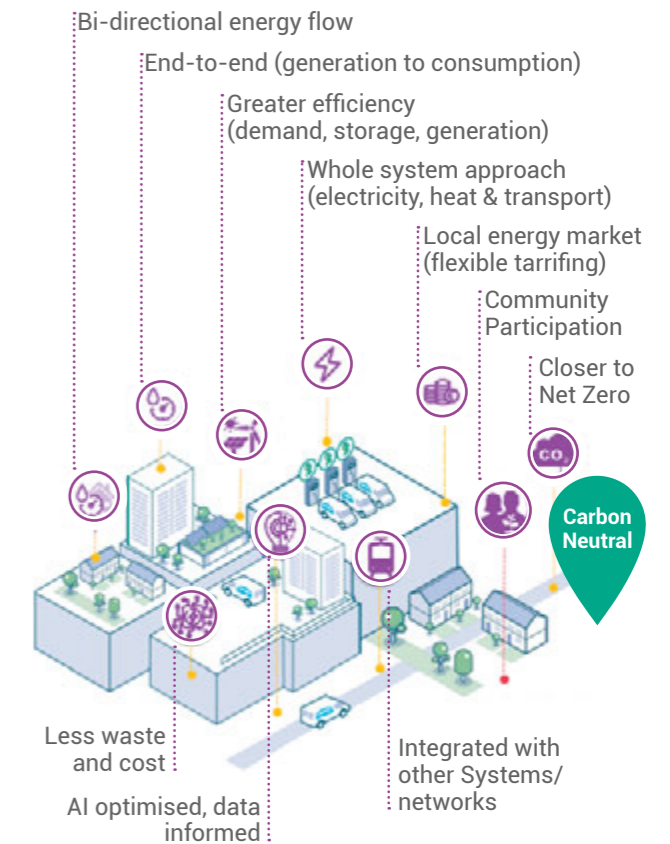 Bi-directional energy flow
End-to-end (generation to consumption)
Greater efficiency
(demand, storage, generation)
Whole system approach
(electricity, heat & transport)
Local energy market
(flexible tarrifing)
Community
Participation
Closer to
Net Zero
CO₂
Carbon
Neutral
Less waste
and cost
AI optimised, data
informed
Integrated with
other Systems/
networks